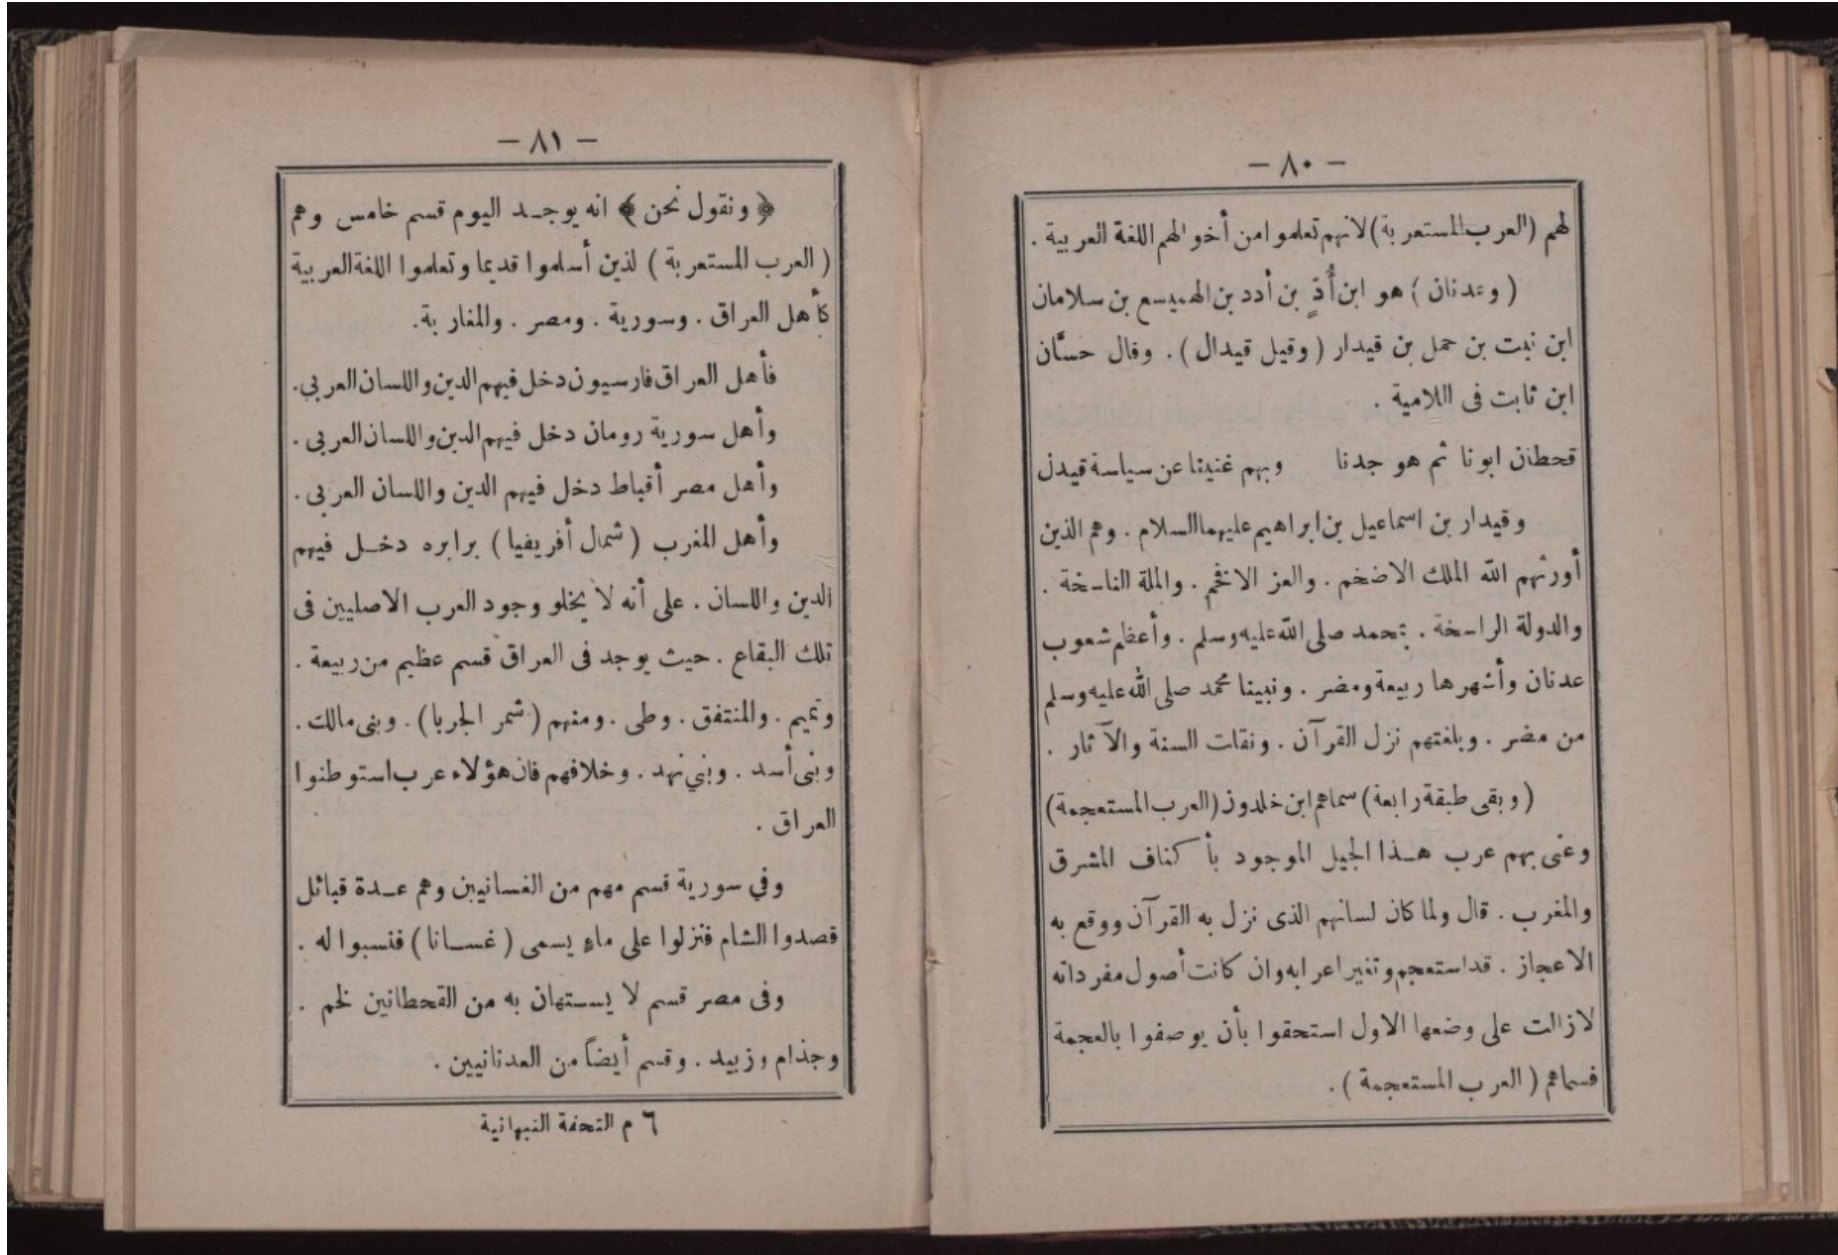 - ٨٠ -
لهم (العرب المستعربة) لانهم تعلموا من أخوالهم اللغة العربية .
( وعدنان ) هو ابن أُدٍّ بن أدد بن الهميسع بن سلامان
ابن نبت بن حمل بن قيدار ( وقيل قيدال ) . وقال حسَّان
ابن ثابت فى اللامية .
قحطان ابونا ثم هو جدنا وبهم غنينا عن سياسة قيدل
وقيدار بن اسماعيل بن ابراهيم عليهما السلام . وهم الذين
أورثهم الله الملك الاضخم . والعز الافخم . والملة الناسخة .
والدولة الراسخة . بمحمد صلى الله عليه وسلم . وأعظم شعوب
عدنان وأشهرها ربيعة ومضر . ونبينا محمد صلى الله عليه وسلم
من مضر . وبلغتهم نزل القرآن . ونقلت السنة والآثار .
( وبقى طبقة رابعة ) سماهم ابن خلدون ( العرب المستعجمة )
وعنى بهم عرب هذا الجيل الموجود بأكناف المشرق
والمغرب . قال ولما كان لسانهم الذى نزل به القرآن ووقع به
الاعجاز . قد استعجم وتغير اعرابه وان كانت أصول مفرداته
لازالت على وضعها الاول استحقوا بأن يوصفوا بالعجمة
فسماهم ( العرب المستعجمة ) .
- ٨١ -
﴿ ونقول نحن ﴾ انه يوجد اليوم قسم خامس وهم
( العرب المستعربة ) لذين أسلموا قديما وتعلموا اللغة العربية
كأهل العراق . وسورية . ومصر . والمغاربة.
فأهل العراق فارسيون دخل فيهم الدين واللسان العربي.
وأهل سورية رومان دخل فيهم الدين واللسان العربى .
وأهل مصر أقباط دخل فيهم الدين واللسان العربى .
وأهل المغرب ( شمال أفريقيا ) برابره دخل فيهم
الدين واللسان . على أنه لا يخلو وجود العرب الاصليين فى
تلك البقاع . حيث يوجد فى العراق قسم عظيم من ربيعة .
وتميم . والمنتفق . وطى . ومنهم ( شمر الجربا ) . وبنى مالك .
وبنى أسد . وبني نهد . وخلافهم فان هؤلاء عرب استوطنوا
العراق .
وفي سورية قسم مهم من الغسانيين وهم عدة قبائل
قصدوا الشام فنزلوا على ماءٍ يسمى ( غسانا ) فنسبوا له .
وفى مصر قسم لا يستهان به من القحطانين لخم .
وجذام وزبيد . وقسم أيضاً من العدنانيين .
٦ م التحفة النبهانية